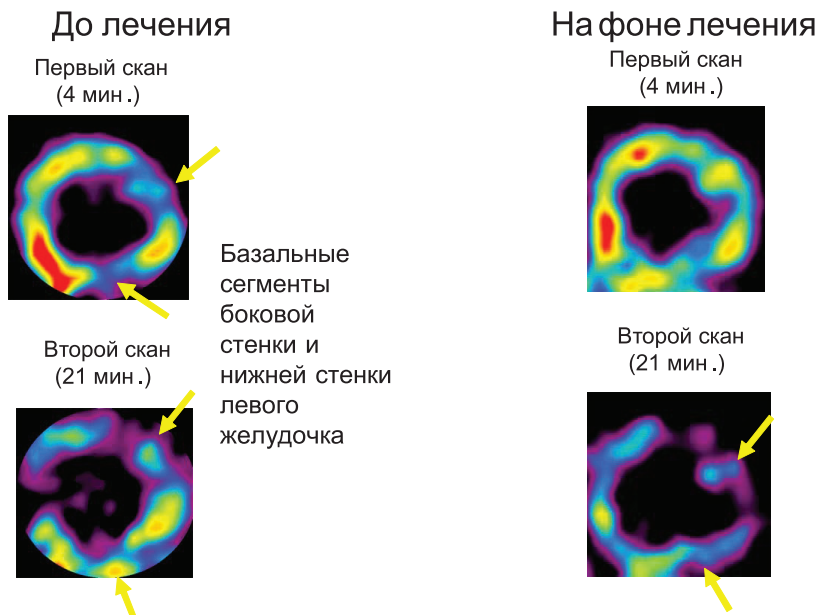 До лечения
Первый скан
(4 мин.)
Второй скан
(21 мин.)
Базальные
сегменты
боковой
стенки и
нижней стенки
левого
желудочка
На фоне лечения
Первый скан
(4 мин.)
Второй скан
(21 мин.)